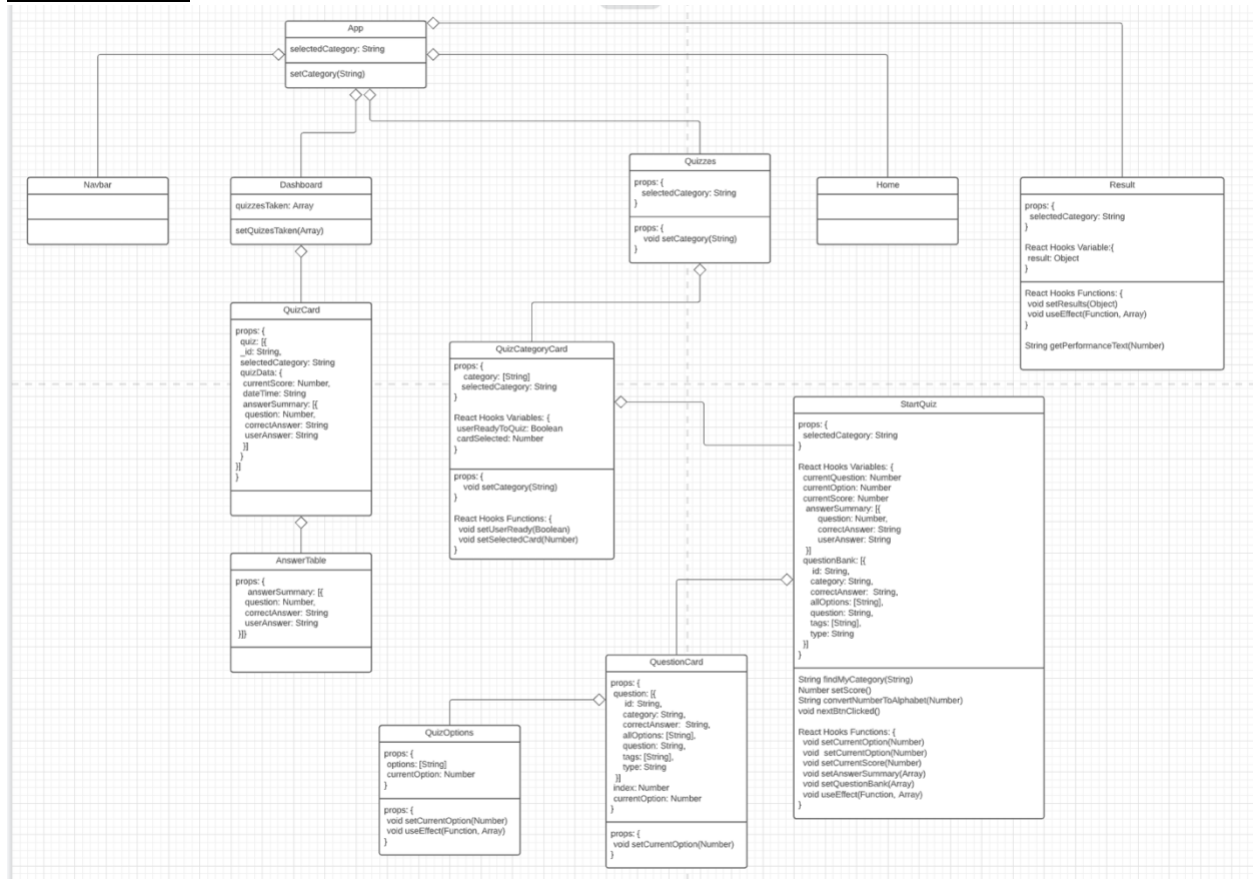 App
selectedCategory: String
setCategory(String)
Navbar
Dashboard
quizzesTaken: Array
setQuizesTaken(Array)
Quizzes
props: {
selectedCategory: String
}
props: {
void setCategory(String)
}
Home
Result
props: {
selectedCategory: String
}
React Hooks Variable:{
result: Object
}
React Hooks Functions: {
void setResults(Object)
void useEffect(Function, Array)
}
String getPerformanceText(Number)
QuizCard
props: {
quiz: [{
_id: String,
selectedCategory: String
quizData: {
currentScore: Number,
dateTime: String
answerSummary: [{
question: Number,
correctAnswer: String
userAnswer: String
}]
}
}]
}
QuizCategoryCard
props: {
category: [String]
selectedCategory: String
}
React Hooks Variables: {
userReadyToQuiz: Boolean
cardSelected: Number
}
props: {
void setCategory(String)
}
React Hooks Functions: {
void setUserReady(Boolean)
void setSelectedCard(Number)
}
StartQuiz
props: {
selectedCategory: String
}
React Hooks Variables: {
currentQuestion: Number
currentOption: Number
currentScore: Number
answerSummary: [{
question: Number,
correctAnswer: String
userAnswer: String
}]
questionBank: [{
id: String,
category: String,
correctAnswer: String,
allOptions: [String],
question: String,
tags: [String],
type: String
}]
}
String findMyCategory(String)
Number setScore()
String convertNumberToAlphabet(Number)
void nextBtnClicked()
React Hooks Functions: {
void setCurrentOption(Number)
void setCurrentOption(Number)
void setCurrentScore(Number)
void setAnswerSummary(Array)
void setQuestionBank(Array)
void useEffect(Function, Array)
}
AnswerTable
props: {
answerSummary: [{
question: Number,
correctAnswer: String
userAnswer: String
}]}
QuestionCard
props: {
question: [{
id: String,
category: String,
correctAnswer: String,
allOptions: [String],
question: String,
tags: [String],
type: String
}]
index: Number
currentOption: Number
}
props: {
void setCurrentOption(Number)
}
QuizOptions
props: {
options: [String]
currentOption: Number
}
props: {
void setCurrentOption(Number)
void useEffect(Function, Array)
}